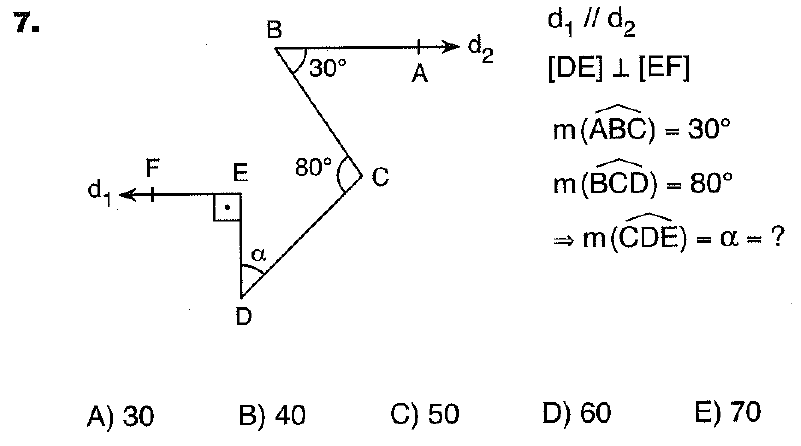 7.
B
d₂
30°
A
80°
C
F
E
d₁
α
D
d₁ // d₂
[DE] ⊥ [EF]
m(ABC) = 30°
m(BCD) = 80°
⇒ m(CDE) = α = ?
A) 30 B) 40 C) 50 D) 60 E) 70